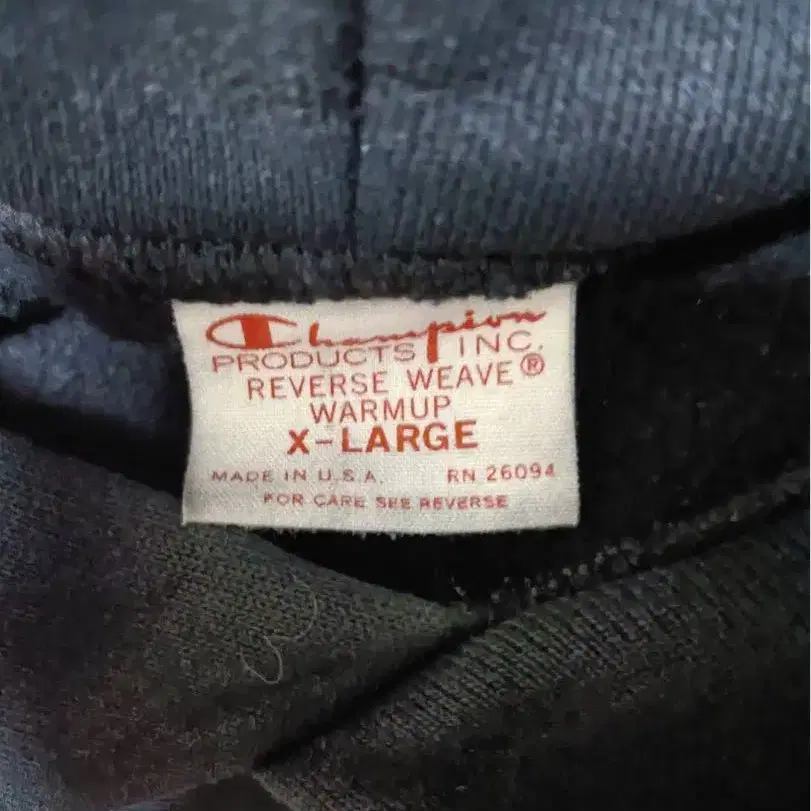 Champion
PRODUCTS INC.
REVERSE WEAVE®
WARMUP
X-LARGE
MADE IN U.S.A. RN 26094
FOR CARE SEE REVERSE